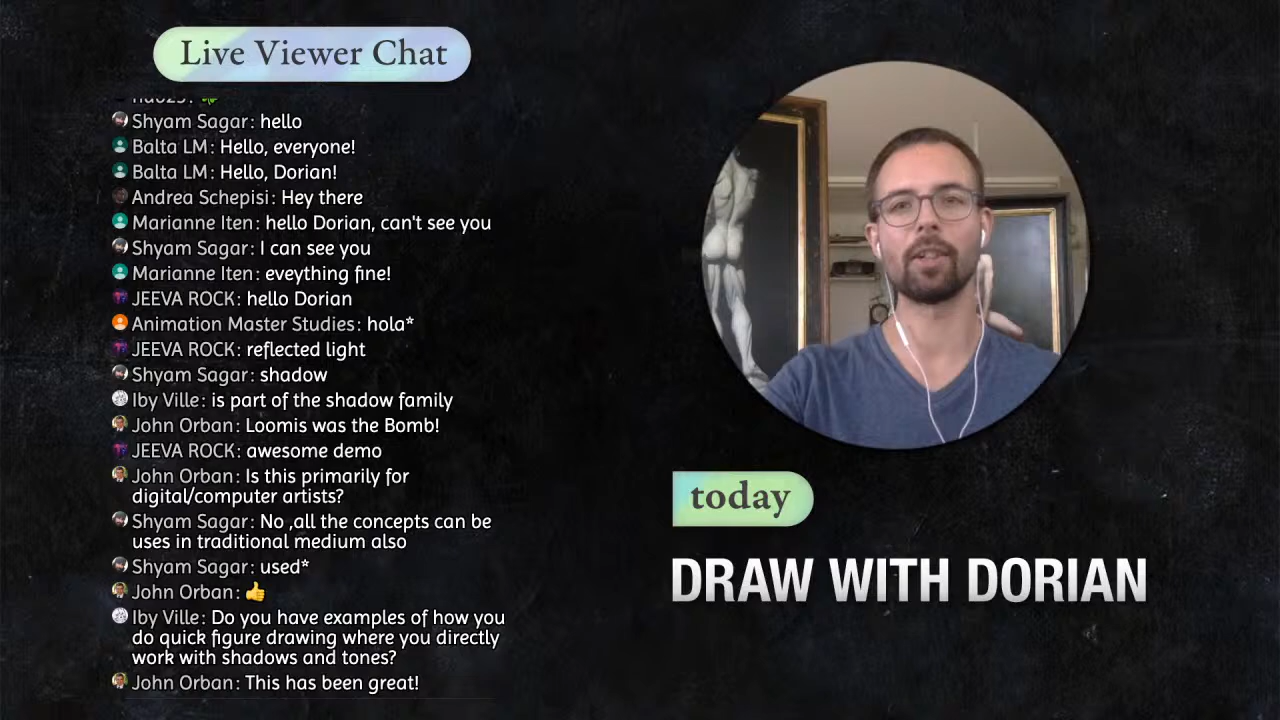 Live Viewer Chat
Shyam Sagar: hello
Balta LM: Hello, everyone!
Balta LM: Hello, Dorian!
Andrea Schepisi: Hey there
Marianne Iten: hello Dorian, can't see you
Shyam Sagar: I can see you
Marianne Iten: eveything fine!
JEEVA ROCK: hello Dorian
Animation Master Studies: hola*
JEEVA ROCK: reflected light
Shyam Sagar: shadow
Iby Ville: is part of the shadow family
John Orban: Loomis was the Bomb!
JEEVA ROCK: awesome demo
John Orban: Is this primarily for
digital/computer artists?
Shyam Sagar: No ,all the concepts can be
uses in traditional medium also
Shyam Sagar: used*
John Orban: 👍
Iby Ville: Do you have examples of how you
do quick figure drawing where you directly
work with shadows and tones?
John Orban: This has been great!
today
DRAW WITH DORIAN